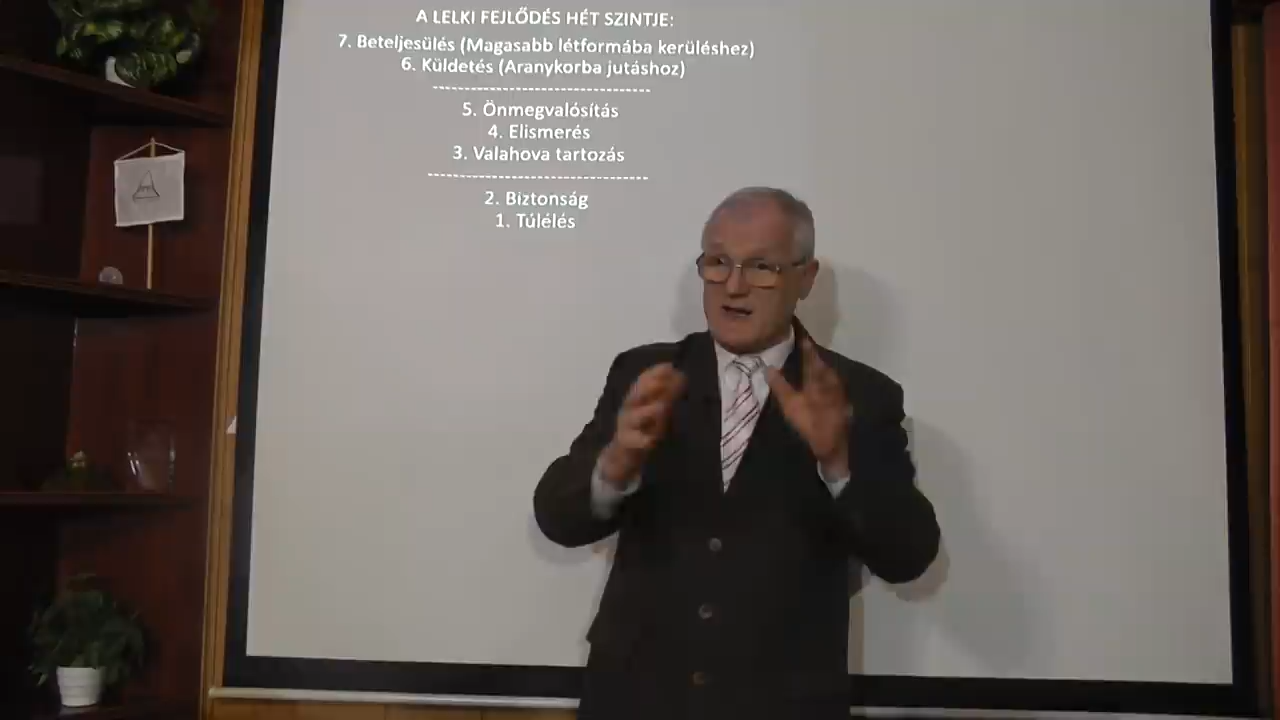 A LELKI FEJLŐDÉS HÉT SZINTJE:
7. Beteljesülés (Magasabb létformába kerüléshez)
6. Küldetés (Aranykorba jutáshoz)
---------------------------------
5. Önmegvalósítás
4. Elismerés
3. Valahova tartozás
---------------------------------
2. Biztonság
1. Túlélés